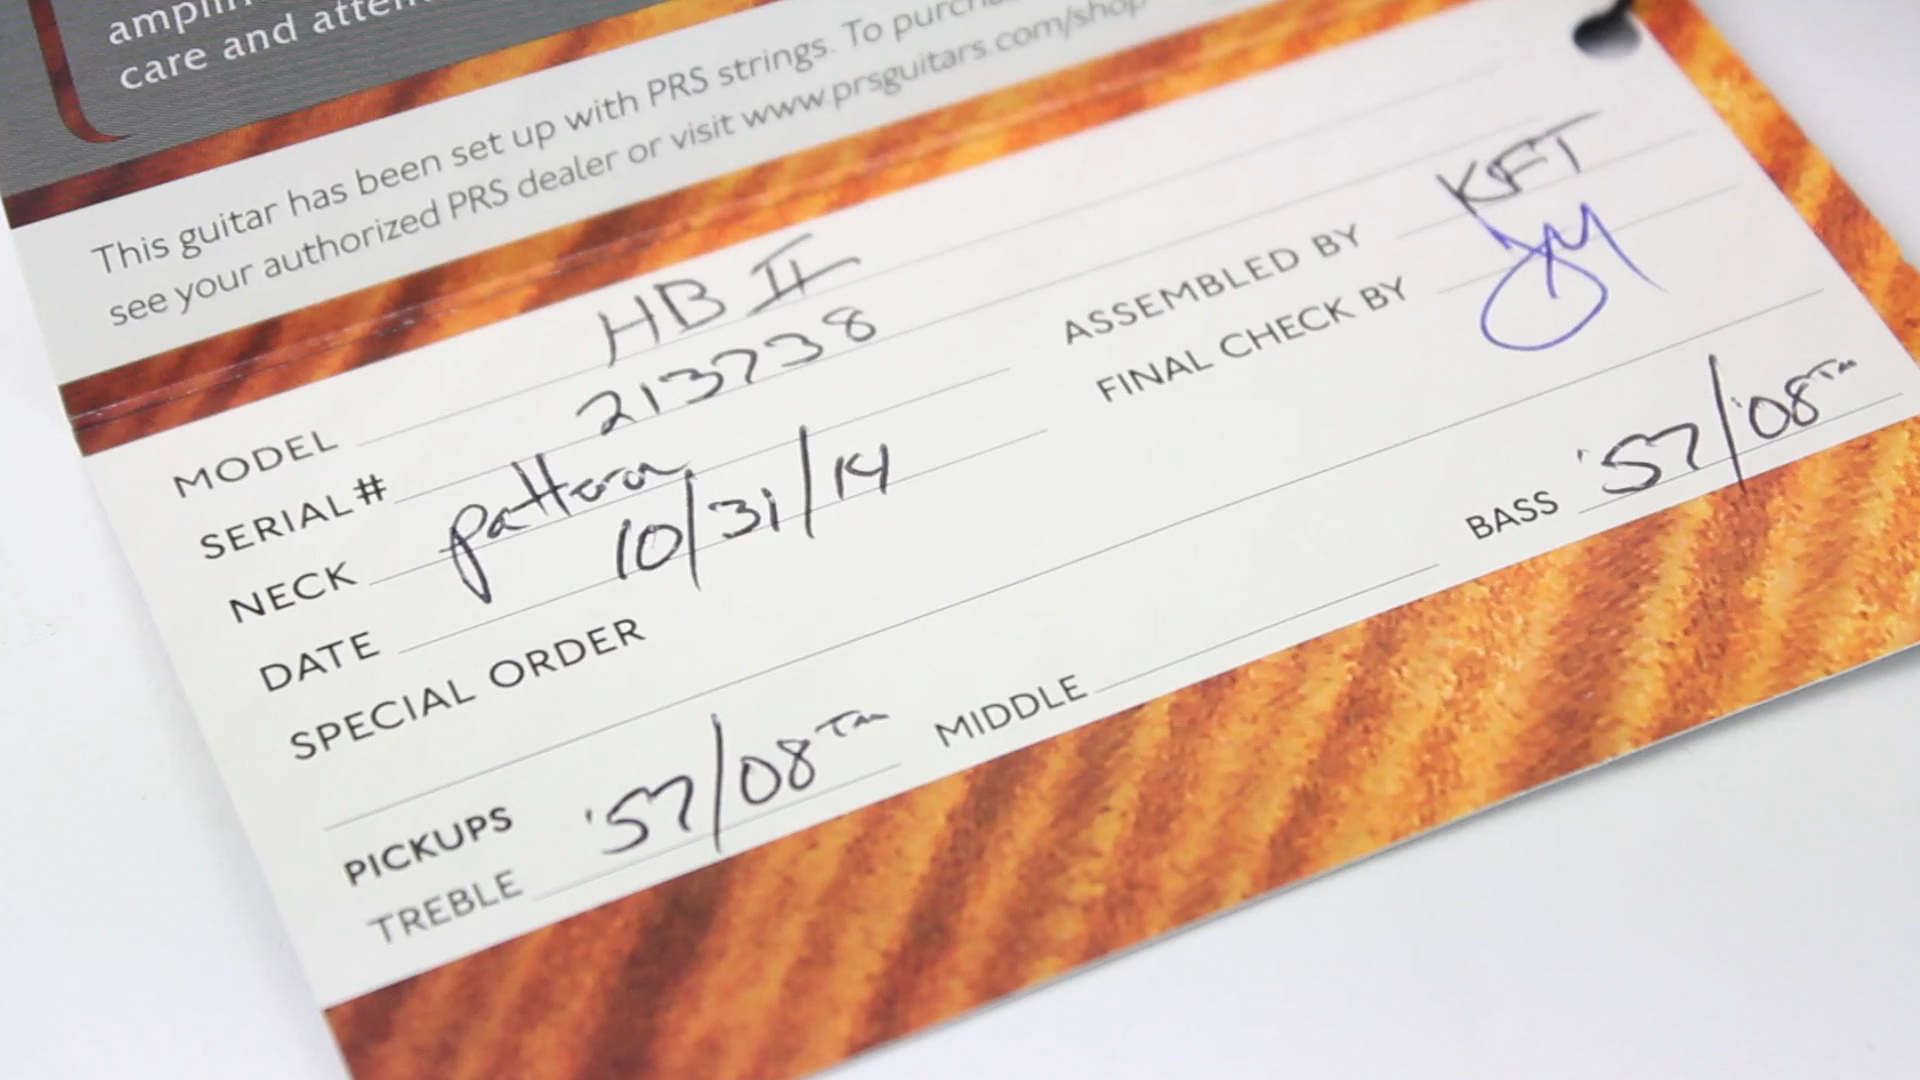 care and
This guitar has been set up with PRS strings. To
see your authorized PRS dealer or visit www.prsguitars.com/shop
MODEL HB II
SERIAL# 213738
NECK pattern
DATE 10/31/14
ASSEMBLED BY KFT
FINAL CHECK BY
SPECIAL ORDER
PICKUPS
TREBLE '57/08™ MIDDLE BASS '57/'08™